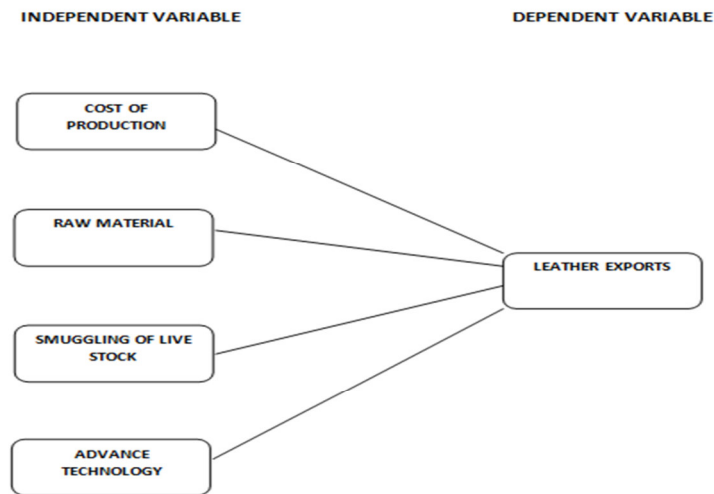 INDEPENDENT VARIABLE
DEPENDENT VARIABLE
COST OF
PRODUCTION
RAW MATERIAL
LEATHER EXPORTS
SMUGGLING OF LIVE
STOCK
ADVANCE
TECHNOLOGY